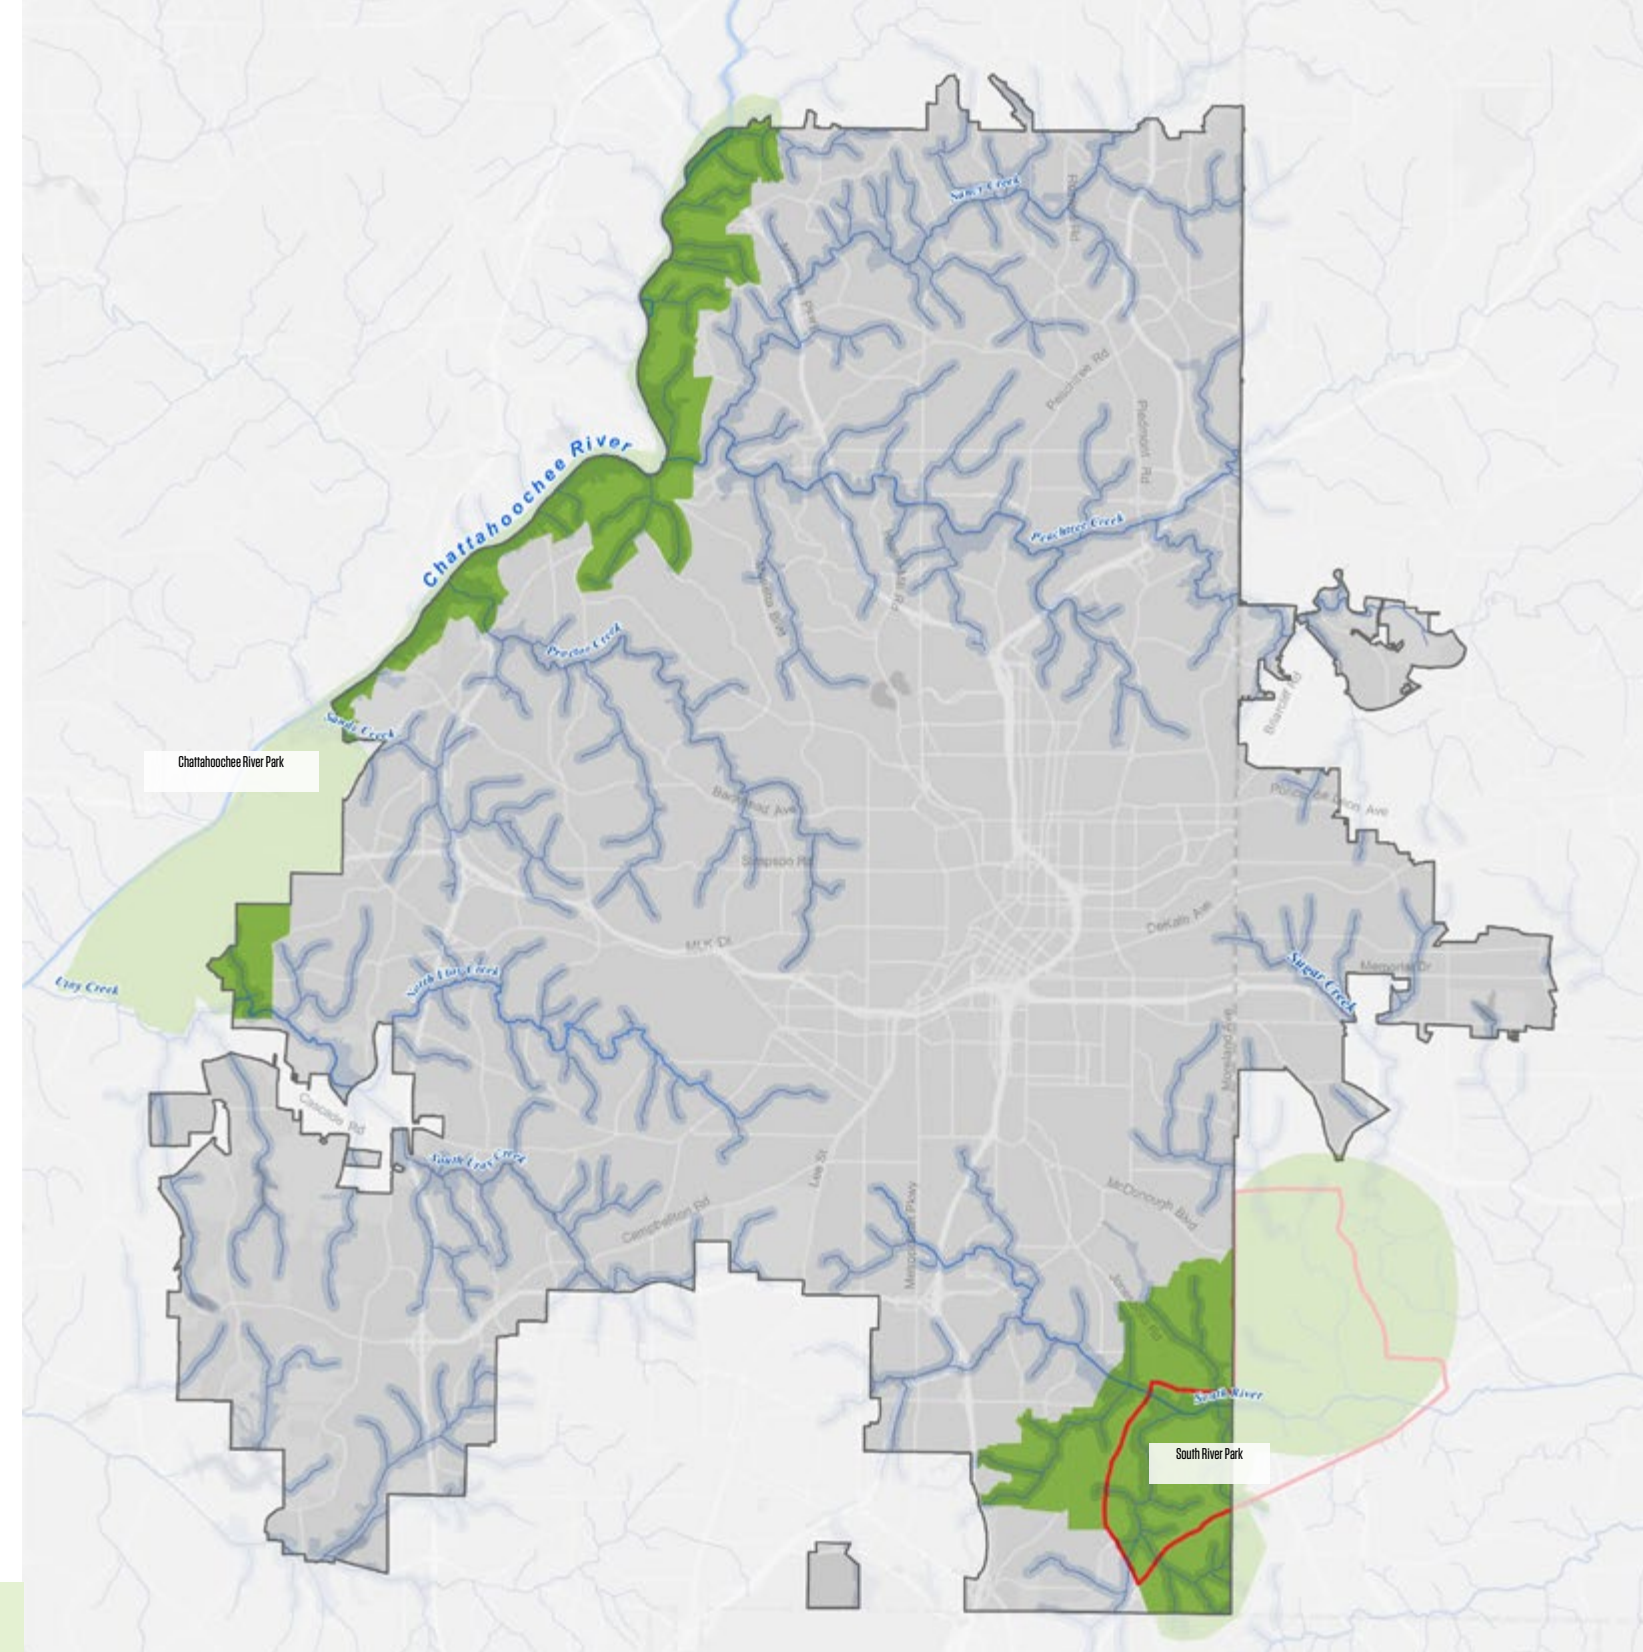 Nancy Creek
Peachtree Rd
Piedmont Rd
Chattahoochee River
Peachtree Creek
Proctor Creek
Briarcliff Rd
Sandy Creek
Chattahoochee River Park
Bankhead Ave
Ponce de Leon Ave
Simpson Rd
DeKalb Ave
MLK Dr
Memorial Dr
Sugar Creek
North Utoy Creek
Utoy Creek
Moreland Ave
Cascade Rd
South Utoy Creek
Lee St
McDonough Blvd
Campbellton Rd
Metropolitan Pkwy
South River
South River Park